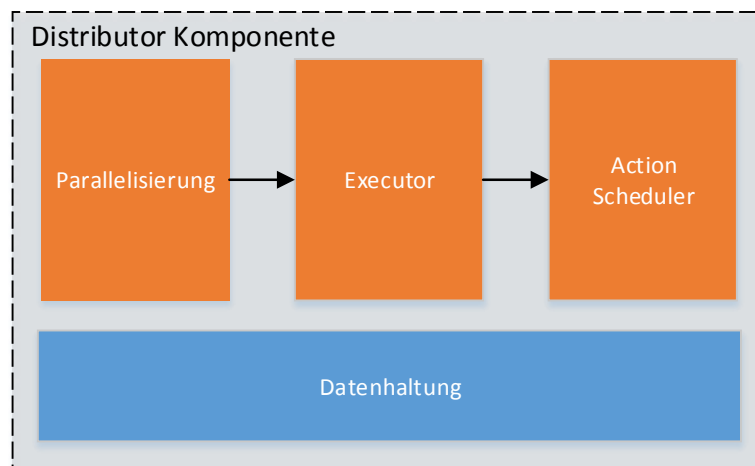 Distributor Komponente
Parallelisierung
Executor
Action
Scheduler
Datenhaltung